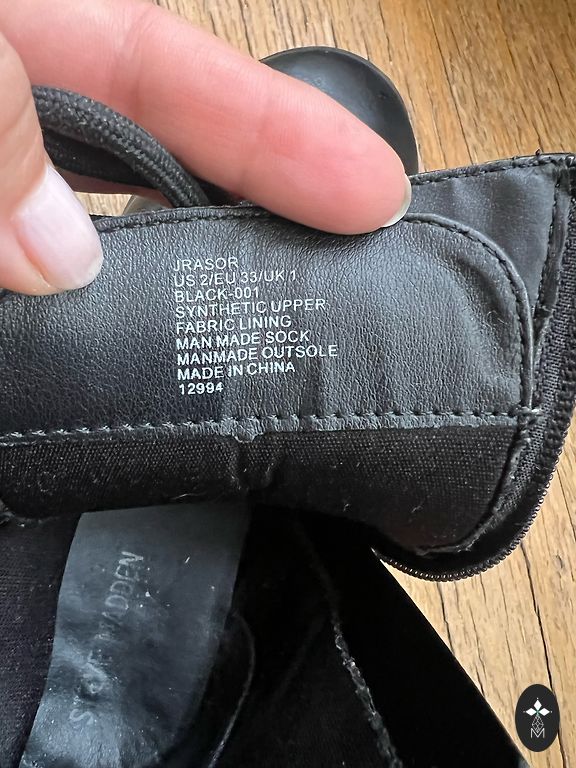 JRASOR
US 2/EU 33/UK 1
BLACK-001
SYNTHETIC UPPER
FABRIC LINING
MAN MADE SOCK
MANMADE OUTSOLE
MADE IN CHINA
12994
MADDEN